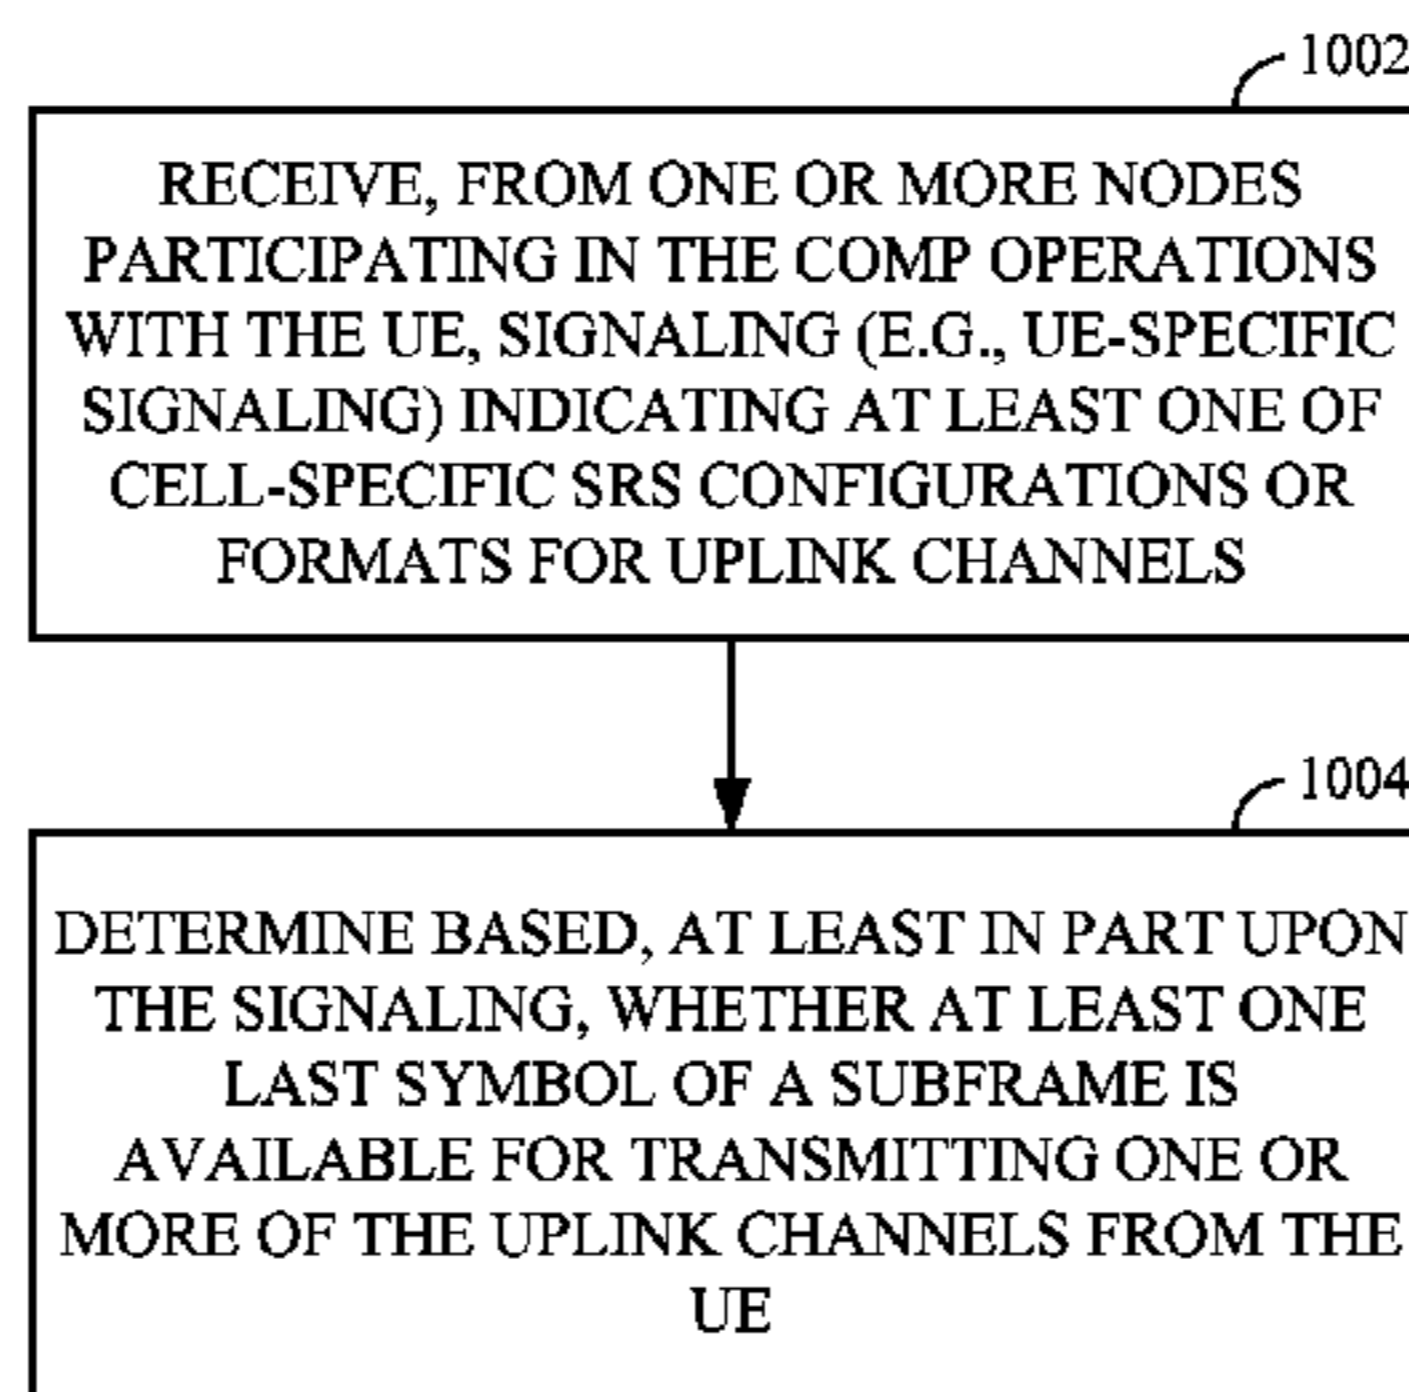 1002
RECEIVE, FROM ONE OR MORE NODES
PARTICIPATING IN THE COMP OPERATIONS
WITH THE UE, SIGNALING (E.G., UE-SPECIFIC
SIGNALING) INDICATING AT LEAST ONE OF
CELL-SPECIFIC SRS CONFIGURATIONS OR
FORMATS FOR UPLINK CHANNELS
1004
DETERMINE BASED, AT LEAST IN PART UPON
THE SIGNALING, WHETHER AT LEAST ONE
LAST SYMBOL OF A SUBFRAME IS
AVAILABLE FOR TRANSMITTING ONE OR
MORE OF THE UPLINK CHANNELS FROM THE
UE